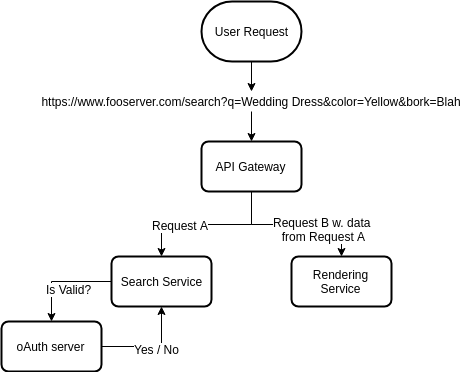 User Request
https://www.fooserver.com/search?q=Wedding Dress&color=Yellow&bork=Blah
API Gateway
Request A
Request B w. data
from Request A
Search Service
Rendering
Service
Is Valid?
oAuth server
Yes / No